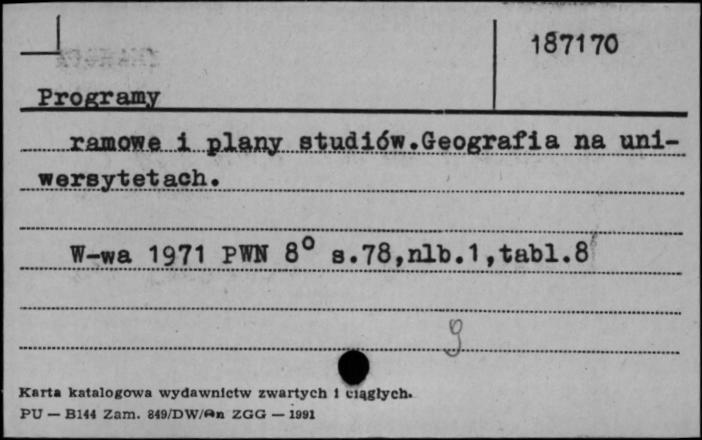 187170
Programy
ramowe i plany studiów.Geografia na uni-
wersytetach.
W-wa 1971 PWN 8° s.78,nlb.1,tabl.8
g
Karta katalogowa wydawnictw zwartych i ciągłych.
PU — B144 Zam. 849/DW/An ZGG — 1991